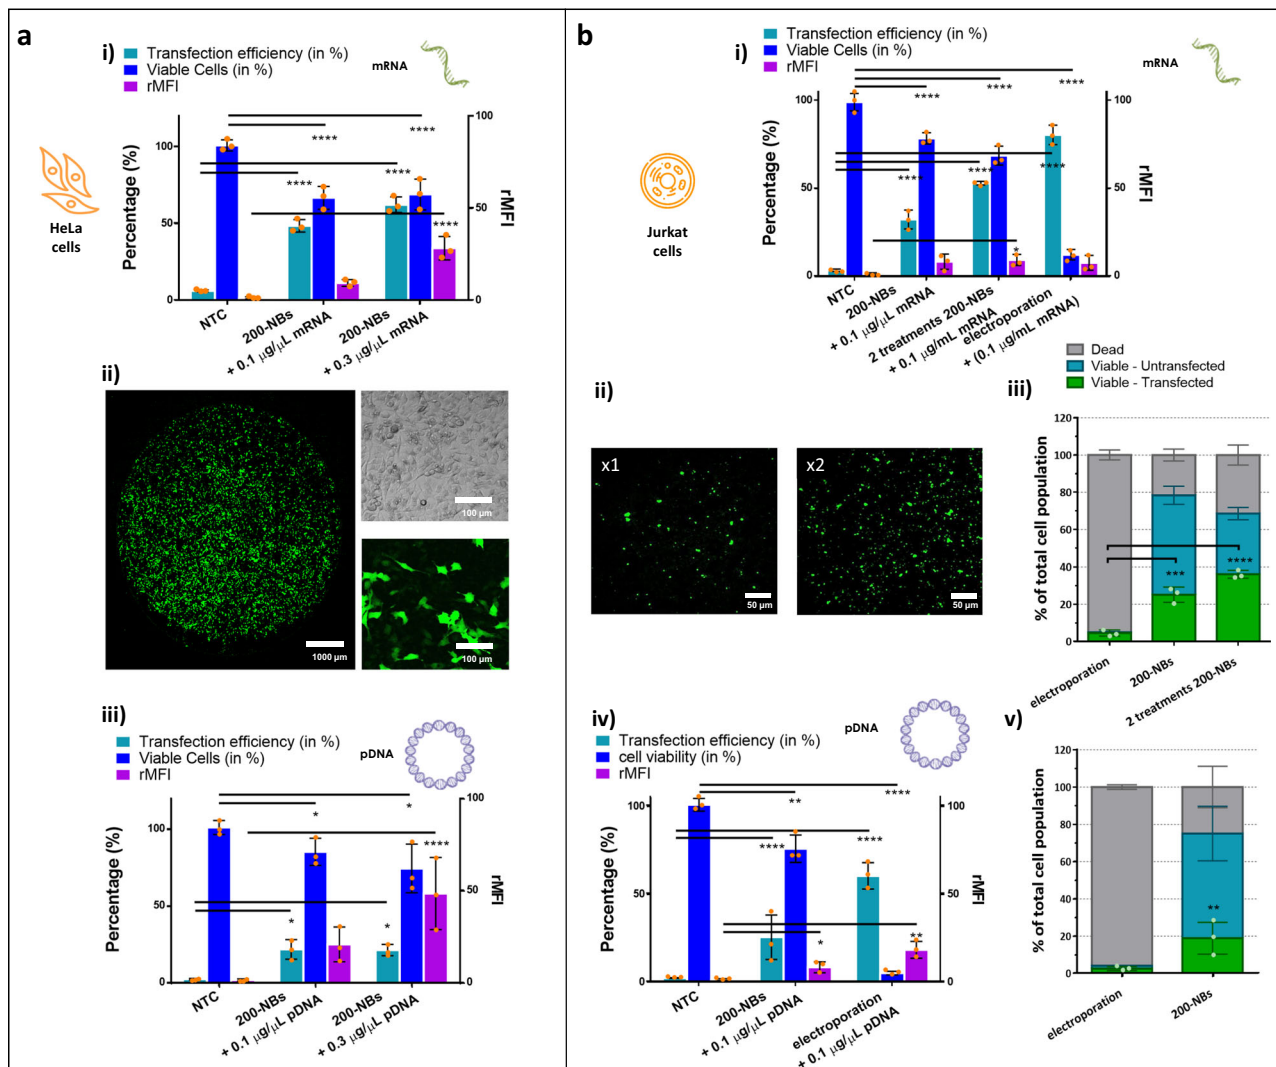 a
i)
Transfection efficiency (in %)
Viable Cells (in %)
rMFI
mRNA
HeLa
cells
Percentage (%)
100
50
0
100
50
0
rMFI
****
****
****
****
****
NTC
200-NBs
+ 0.1 µg/µL mRNA
200-NBs
+ 0.3 µg/µL mRNA
ii)
1000 µm
100 µm
100 µm
iii)
Transfection efficiency (in %)
Viable Cells (in %)
rMFI
pDNA
Percentage (%)
100
50
0
100
50
0
rMFI
*
*
****
*
*
NTC
200-NBs
+ 0.1 µg/µL pDNA
200-NBs
+ 0.3 µg/µL pDNA
b
i)
Transfection efficiency (in %)
Viable Cells (in %)
rMFI
mRNA
Jurkat
cells
Percentage (%)
100
50
0
100
50
0
rMFI
****
****
****
****
****
****
*
NTC
200-NBs
+ 0.1 µg/µL mRNA
2 treatments 200-NBs
+ 0.1 µg/mL mRNA
electroporation
+ (0.1 µg/mL mRNA)
ii)
x1
50 µm
x2
50 µm
Dead
Viable - Untransfected
Viable - Transfected
iii)
% of total cell population
120
100
80
60
40
20
0
***
****
electroporation
200-NBs
2 treatments 200-NBs
iv)
Transfection efficiency (in %)
cell viability (in %)
rMFI
pDNA
Percentage (%)
100
50
0
100
50
0
rMFI
**
****
****
****
*
**
NTC
200-NBs
+ 0.1 µg/µL pDNA
electroporation
+ 0.1 µg/µL pDNA
v)
% of total cell population
120
100
80
60
40
20
0
**
electroporation
200-NBs